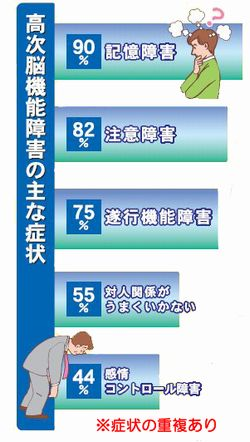 高次脳機能障害の主な症状
90
%
記憶障害
?
82
%
注意障害
75
%
遂行機能障害
55
%
対人関係が
うまくいかない
44
%
感情
コントロール障害
※症状の重複あり